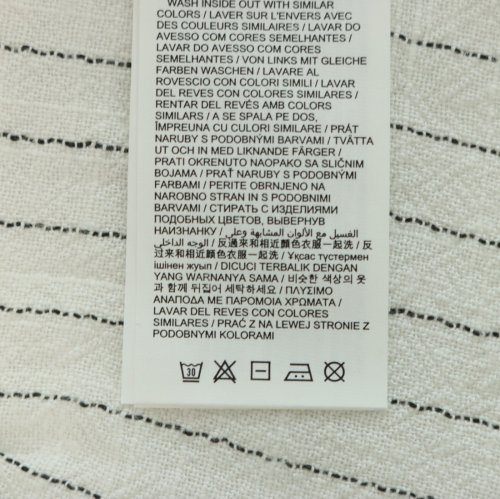 WASH INSIDE OUT WITH SIMILAR
COLORS / LAVER SUR L'ENVERS AVEC
DES COULEURS SIMILAIRES / LAVAR DO
AVESSO COM CORES SEMELHANTES /
LAVAR DO AVESSO COM CORES
SEMELHANTES / VON LINKS MIT GLEICHE
FARBEN WASCHEN / LAVARE AL
ROVESCIO CON COLORI SIMILI / LAVAR
DEL REVES CON COLORES SIMILARES /
RENTAR DEL REVÉS AMB COLORS
SIMILARS / A SE SPALA PE DOS,
ÎMPREUNA CU CULORI SIMILARE / PRÁT
NARUBY S PODOBNÝMI BARVAMI / TVÄTTA
UT OCH IN MED LIKNANDE FÄRGER /
PRATI OKRENUTO NAOPAKO SA SLIČNIM
BOJAMA / PRAŤ NARUBY S PODOBNÝMI
FARBAMI / PERITE OBRNJENO NA
NAROBNO STRAN IN S PODOBNIMI
BARVAMI / СТИРАТЬ С ИЗДЕЛИЯМИ
ПОДОБНЫХ ЦВЕТОВ, ВЫВЕРНУВ
НАИЗНАНКУ / الغسيل مع الألوان المشابهة وعلى
الوجه الداخلي / 反過來和相近顏色衣服一起洗 / 反
过来和相近颜色衣服一起洗 / Ұқсас түстермен
ішінен жуып / DICUCI TERBALIK DENGAN
YANG WARNANYA SAMA / 비슷한 색상의 옷
과 함께 뒤집어 세탁하세요 / ΠΛΥΣΙΜΟ
ΑΝΑΠΟΔΑ ΜΕ ΠΑΡΟΜΟΙΑ ΧΡΩΜΑΤΑ /
LAVAR DEL REVES CON COLORES
SIMILARES / PRAĆ Z NA LEWEJ STRONIE Z
PODOBNYMI KOLORAMI
30